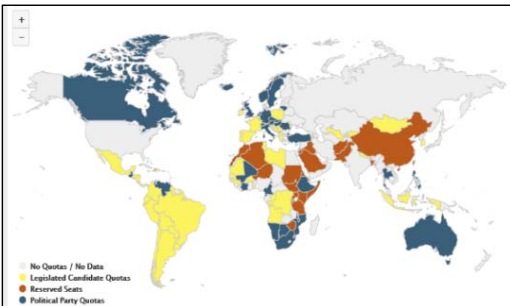 +
−
No Quotas / No Data
Legislated Candidate Quotas
Reserved Seats
Political Party Quotas